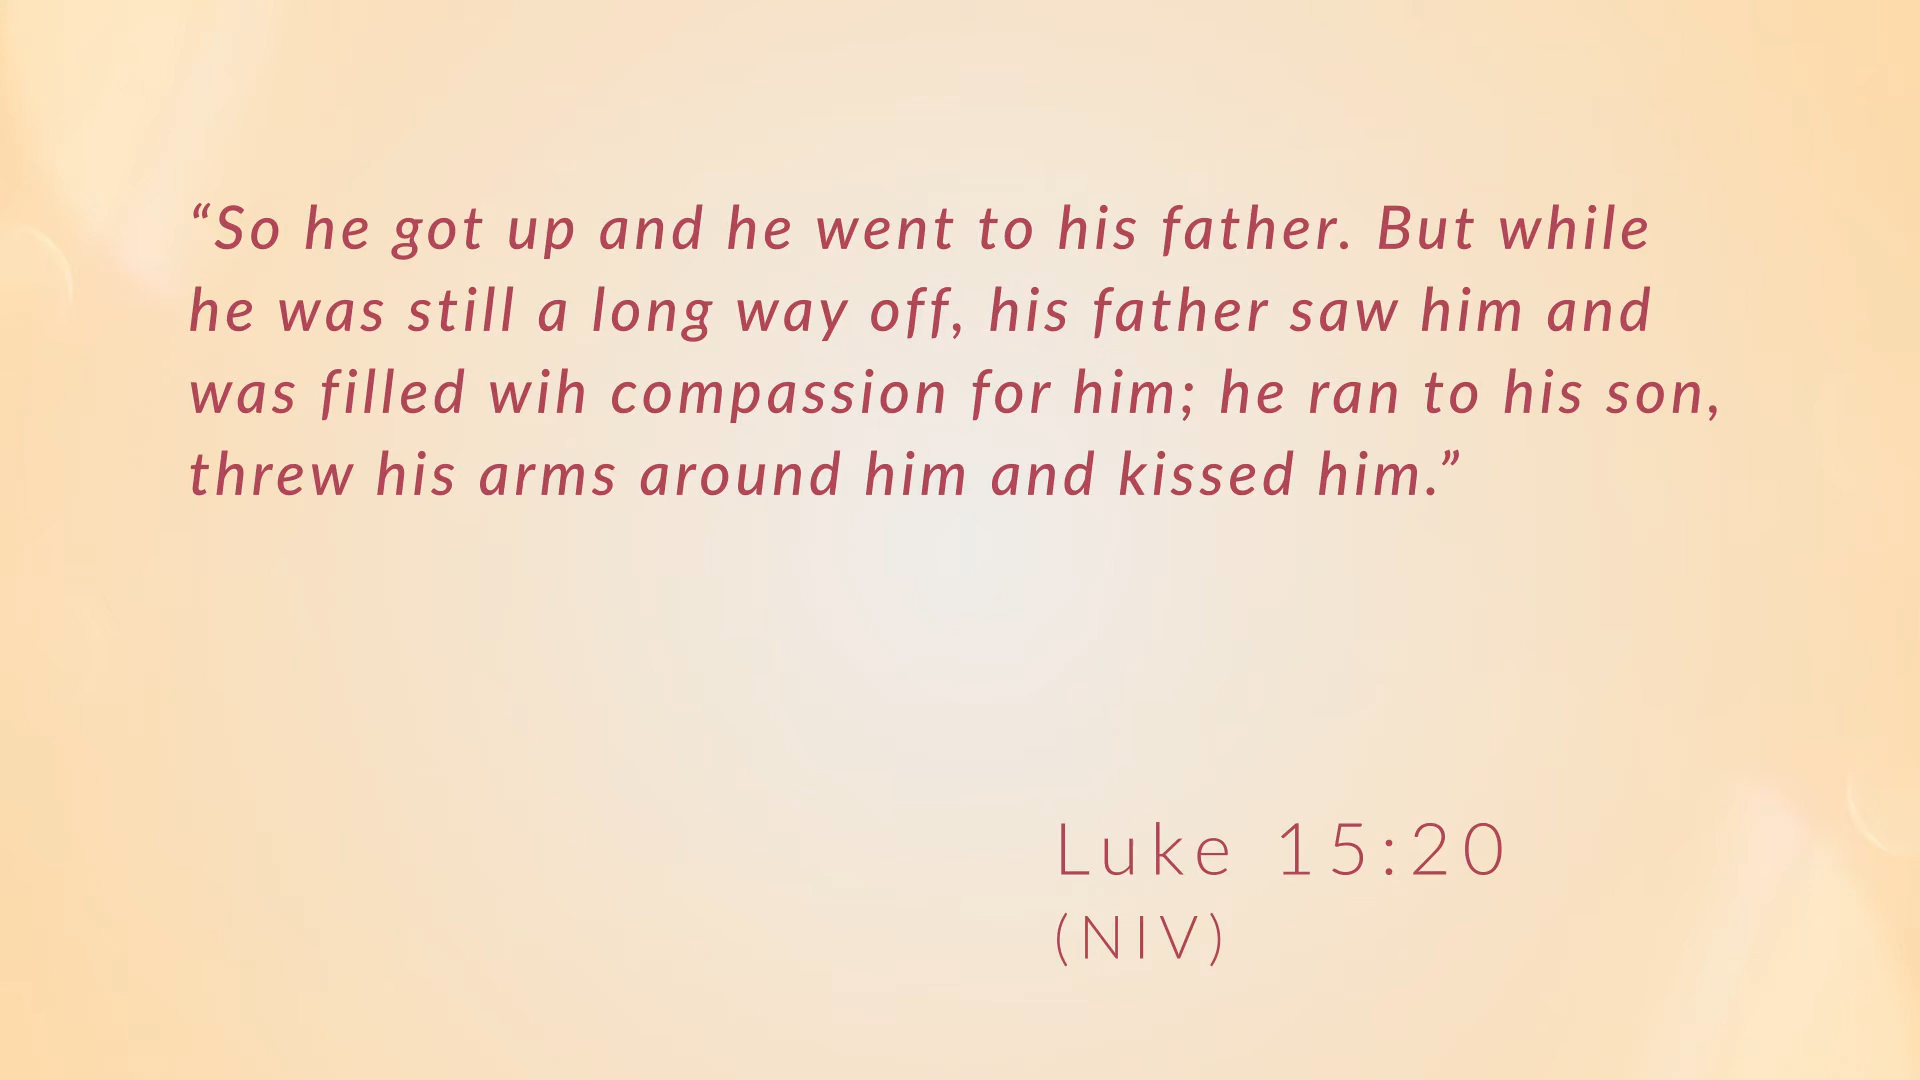 “So he got up and he went to his father. But while
he was still a long way off, his father saw him and
was filled wih compassion for him; he ran to his son,
threw his arms around him and kissed him.”
Luke 15:20
(NIV)